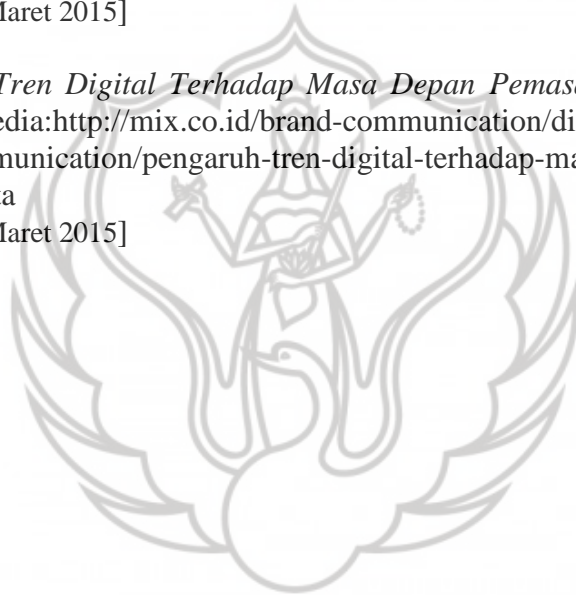 Maret 2015]
Tren Digital Terhadap Masa Depan Pemasa
edia:http://mix.co.id/brand-communication/di
munication/pengaruh-tren-digital-terhadap-ma
ta
Maret 2015]